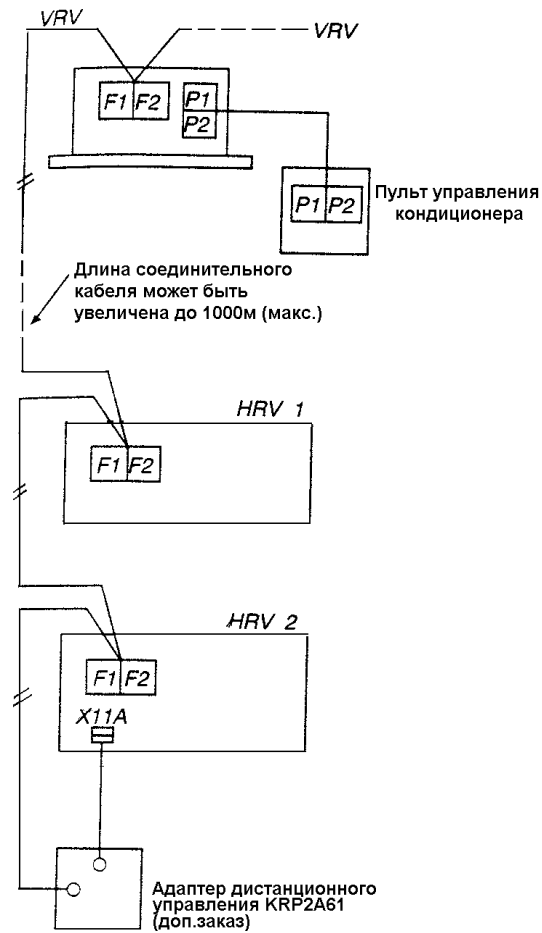 VRV
VRV
F1 F2
P1
P2
P1 P2
Пульт управления
кондиционера
Длина соединительного
кабеля может быть
увеличена до 1000м (макс.)
HRV 1
F1 F2
HRV 2
F1 F2
X11A
Адаптер дистанционного
управления KRP2A61
(доп.заказ)